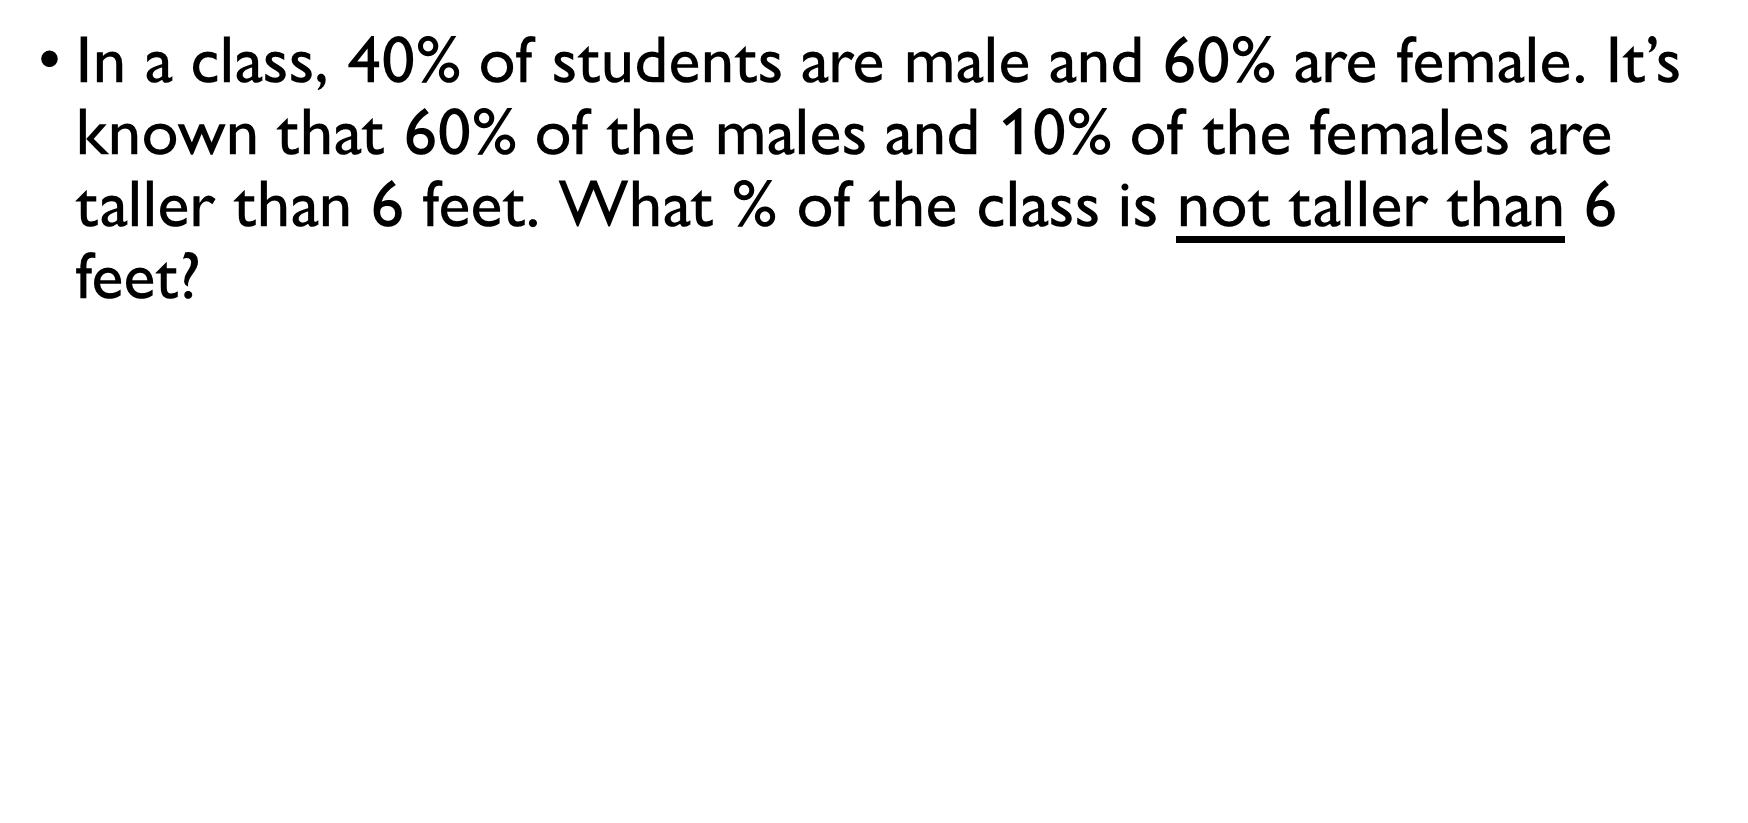 • In a class, 40% of students are male and 60% are female. It’s
known that 60% of the males and 10% of the females are
taller than 6 feet. What % of the class is not taller than 6
feet?